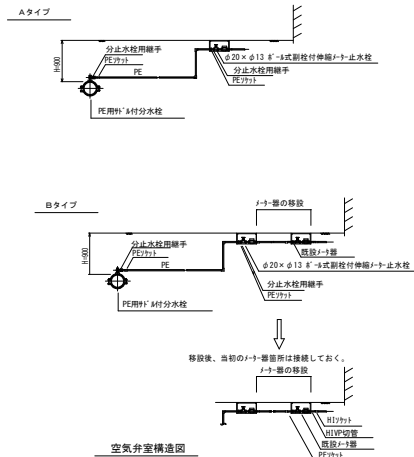 Aタイプ
H=900
分止水栓用継手
PEソケット
PE
φ20×φ13 ボール式副栓付伸縮メーター止水栓
分止水栓用継手
PEソケット
PE用サドル付分水栓
Bタイプ
メーター器の移設
H=900
分止水栓用継手
PEソケット
PE
既設メータ器
φ20×φ13 ボール式副栓付伸縮メーター止水栓
分止水栓用継手
PEソケット
PE用サドル付分水栓
移設後、当初のメーター器箇所は接続しておく。
メーター器の移設
HIソケット
HIVP切管
既設メータ器
PEソケット
空気弁室構造図